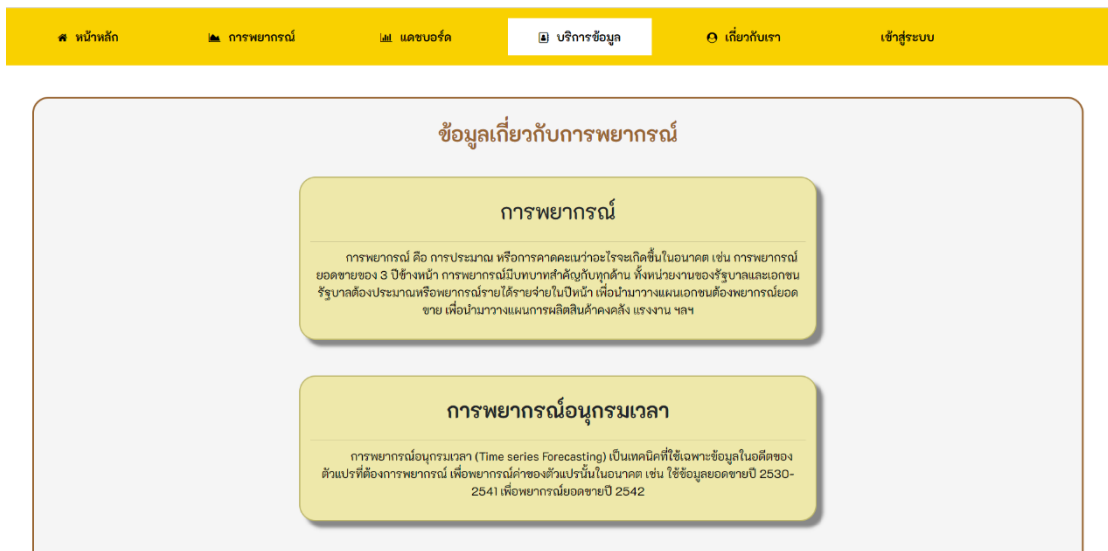 หน้าหลัก การพยากรณ์ แดชบอร์ด บริการข้อมูล เกี่ยวกับเรา เข้าสู่ระบบ
ข้อมูลเกี่ยวกับการพยากรณ์
การพยากรณ์
การพยากรณ์ คือ การประมาณ หรือการคาดคะเนว่าอะไรจะเกิดขึ้นในอนาคต เช่น การพยากรณ์
ยอดขายของ 3 ปีข้างหน้า การพยากรณ์มีบทบาทสำคัญกับทุกด้าน ทั้งหน่วยงานของรัฐบาลและเอกชน
รัฐบาลต้องประมาณหรือพยากรณ์รายได้รายจ่ายในปีหน้า เพื่อนำมาวางแผนเอกชนต้องพยากรณ์ยอด
ขาย เพื่อนำมาวางแผนการผลิตสินค้าคงคลัง แรงงาน ฯลฯ
การพยากรณ์อนุกรมเวลา
การพยากรณ์อนุกรมเวลา (Time series Forecasting) เป็นเทคนิคที่ใช้เฉพาะข้อมูลในอดีตของ
ตัวแปรที่ต้องการพยากรณ์ เพื่อพยากรณ์ค่าของตัวแปรนั้นในอนาคต เช่น ใช้ข้อมูลยอดขายปี 2530-
2541 เพื่อพยากรณ์ยอดขายปี 2542